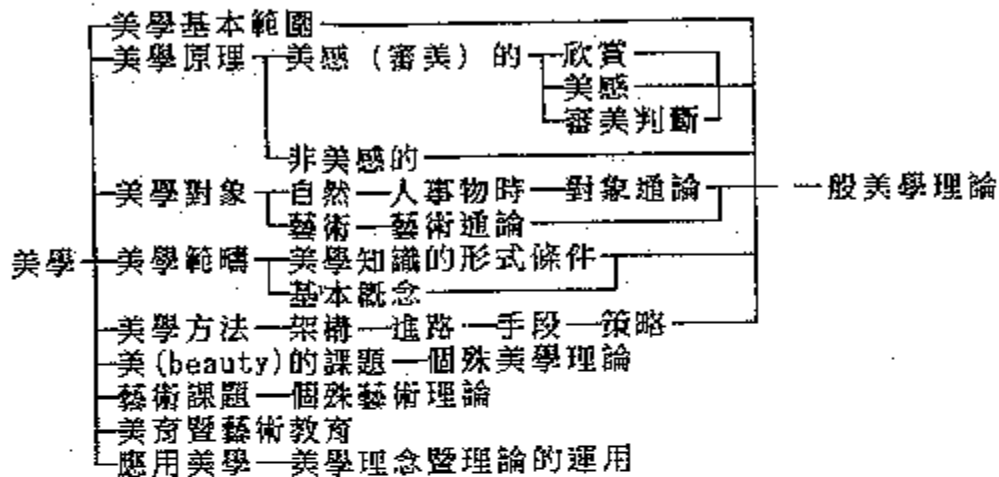 美學基本範圍
美學原理 美感（審美）的 欣賞
美感
審美判斷
非美感的
美學對象 自然 人事物時 對象通論 一般美學理論
藝術 藝術通論
美學 美學範疇 美學知識的形式條件
基本概念
美學方法 架構 進路 手段 策略
美(beauty)的課題 個殊美學理論
藝術課題 個殊藝術理論
美育暨藝術教育
應用美學 美學理念暨理論的運用